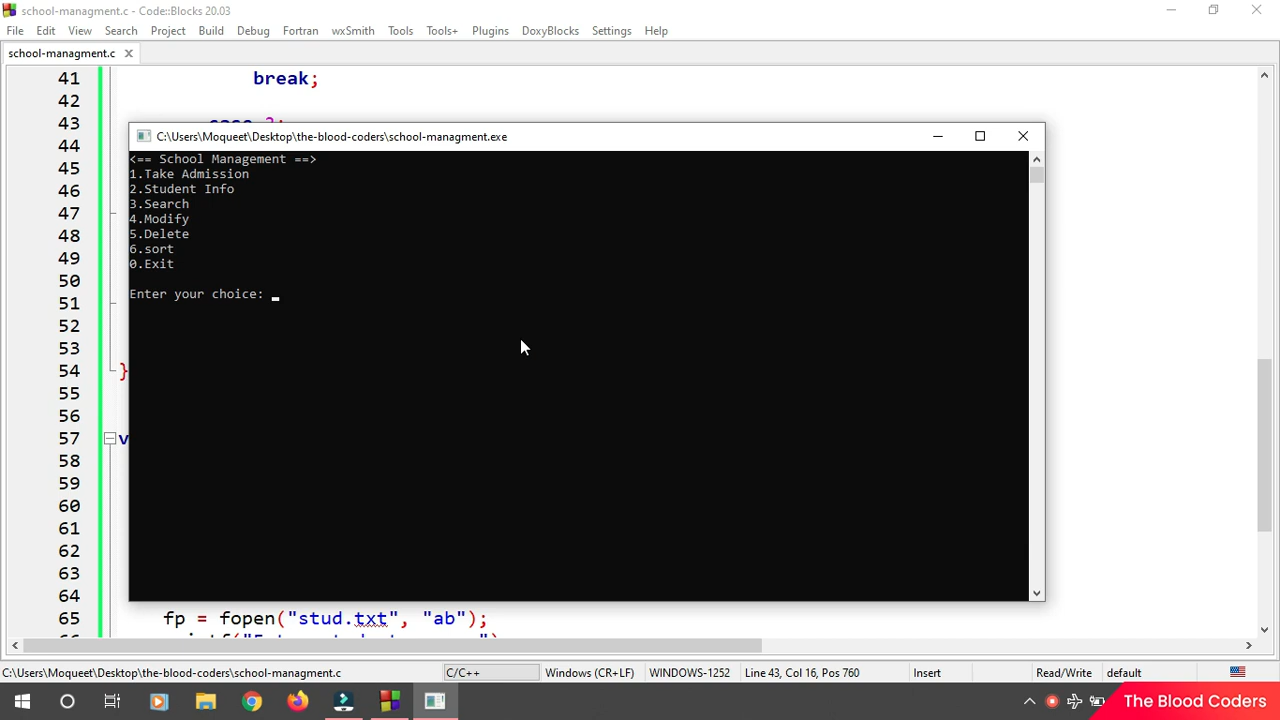 school-managment.c - Code::Blocks 20.03
File Edit View Search Project Build Debug Fortran wxSmith Tools Tools+ Plugins DoxyBlocks Settings Help
school-managment.c
41 break;
42
43
44
45
46
47
48
49
50
51
52
53
54 }
55
56
57 v
58
59
60
61
62
63
64
65 fp = fopen("stud.txt", "ab");
C:\Users\Moqueet\Desktop\the-blood-coders\school-managment.exe
<== School Management ==>
1.Take Admission
2.Student Info
3.Search
4.Modify
5.Delete
6.sort
0.Exit
Enter your choice:
C:\Users\Moqueet\Desktop\the-blood-coders\school-managment.c C/C++ Windows (CR+LF) WINDOWS-1252 Line 43, Col 16, Pos 760 Insert Read/Write default
The Blood Coders